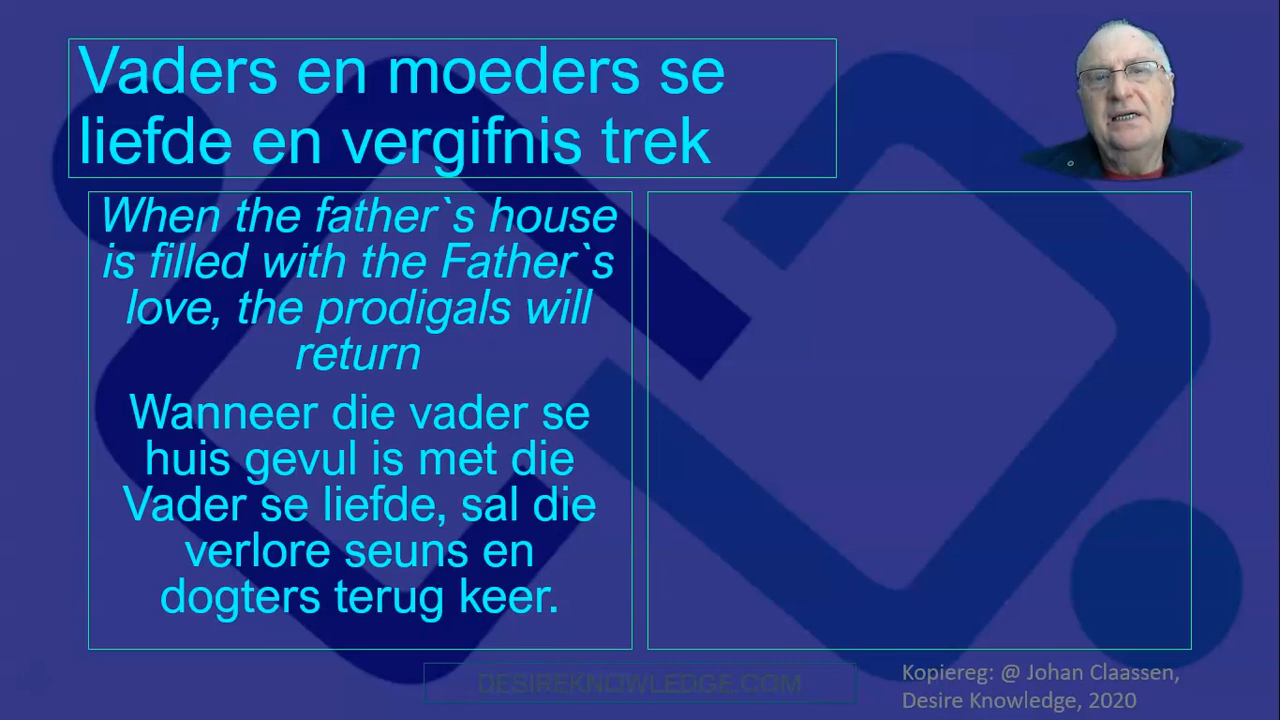 Vaders en moeders se
liefde en vergifnis trek
When the father`s house
is filled with the Father`s
love, the prodigals will
return
Wanneer die vader se
huis gevul is met die
Vader se liefde, sal die
verlore seuns en
dogters terug keer.
DESIREKNOWLEDGE.COM
Kopiereg: @ Johan Claassen,
Desire Knowledge, 2020